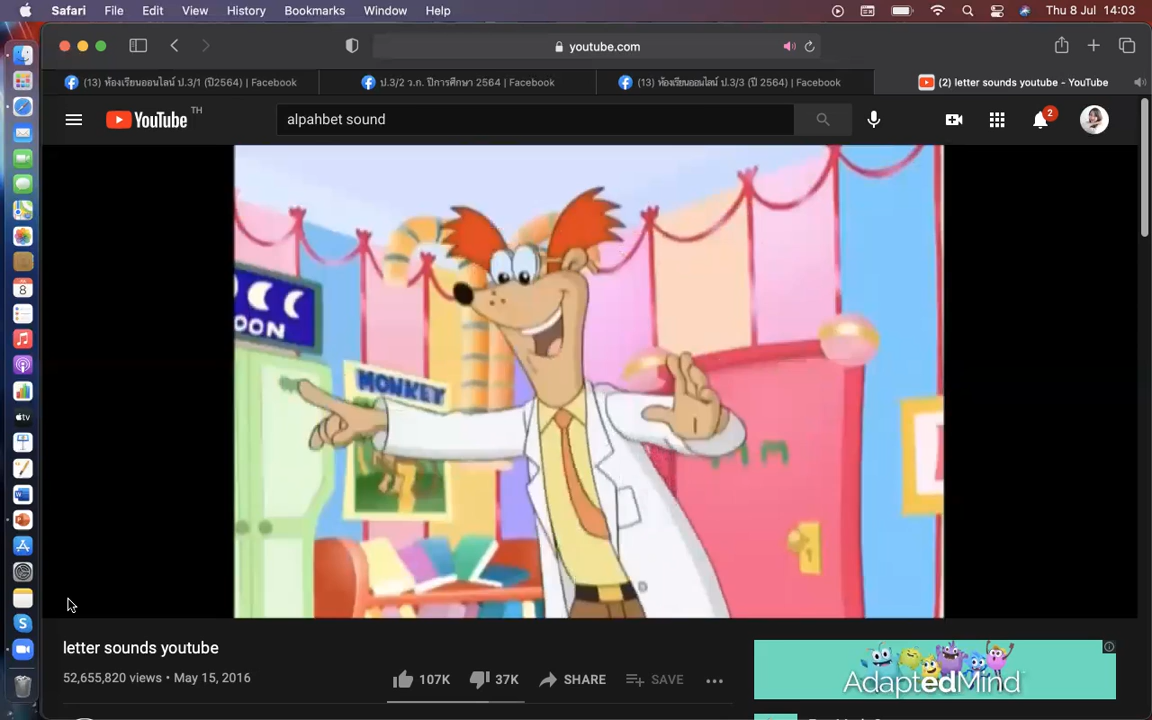 Safari File Edit View History Bookmarks Window Help Thu 8 Jul 14:03
youtube.com
(13) ห้องเรียนออนไลน์ ป.3/1 (ปี2564) | Facebook ป.3/2 ว.ก. ปีการศึกษา 2564 | Facebook (13) ห้องเรียนออนไลน์ ป.3/3 (ปี 2564) | Facebook (2) letter sounds youtube - YouTube
YouTube TH alpahbet sound 2
OON
MONKEY
m m
letter sounds youtube
52,655,820 views • May 15, 2016 107K 37K SHARE SAVE
AdaptedMind
8
tv